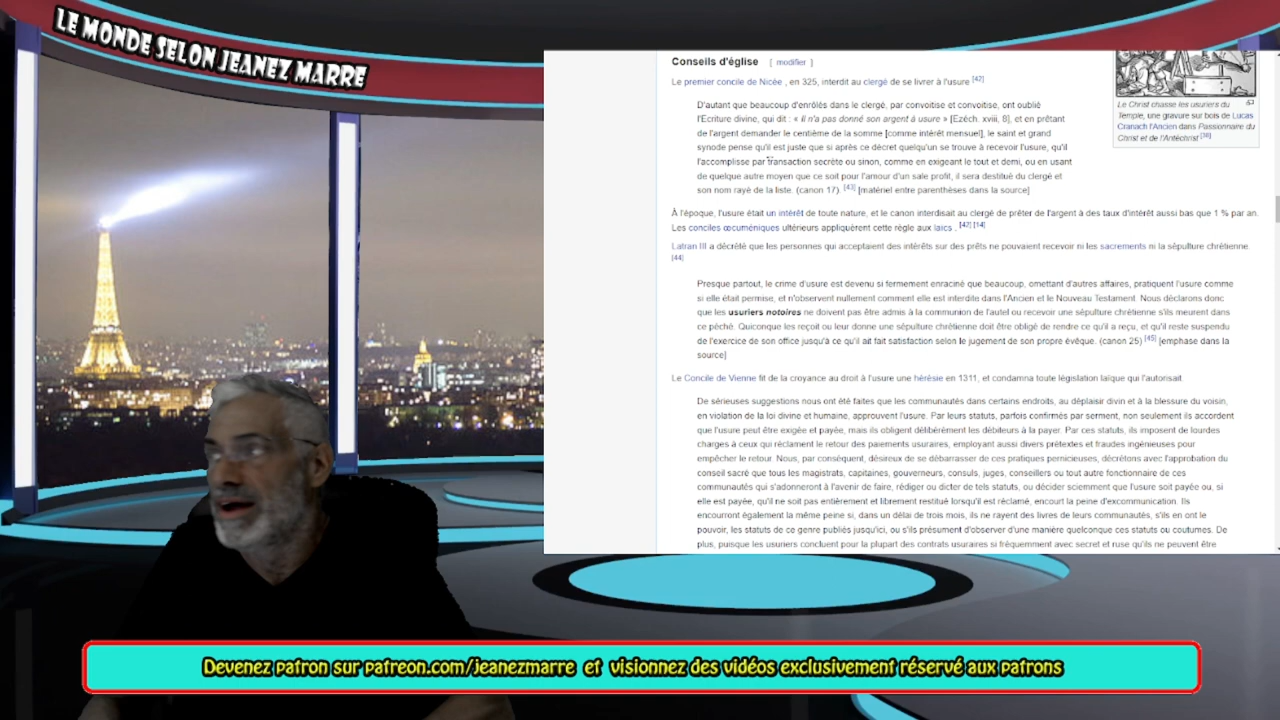 LE MONDE SELON JEANEZ MARRE
Conseils d'église [ modifier ]
Le premier concile de Nicée , en 325, interdit au clergé de se livrer à l'usure [42]
D'autant que beaucoup d'enrôlés dans le clergé, par convoitise et convoitise, ont oublié
l'Ecriture divine, qui dit : « Il n'a pas donné son argent à usure » [Ezéch. xviii, 8], et en prêtant
de l'argent demander le centième de la somme [comme intérêt mensuel], le saint et grand
synode pense qu'il est juste que si après ce décret quelqu'un se trouve à recevoir l'usure, qu'il
l'accomplisse par transaction secrète ou sinon, comme en exigeant le tout et demi, ou en usant
de quelque autre moyen que ce soit pour l'amour d'un sale profit, il sera destitué du clergé et
son nom rayé de la liste. (canon 17). [43] [matériel entre parenthèses dans la source]
Le Christ chasse les usuriers du
Temple, une gravure sur bois de Lucas
Cranach l'Ancien dans Passionnaire du
Christ et de l'Antéchrist
À l'époque, l'usure était un intérêt de toute nature, et le canon interdisait au clergé de prêter de l'argent à des taux d'intérêt aussi bas que 1 % par an.
Les conciles œcuméniques ultérieurs appliquèrent cette règle aux laïcs . [42] [14]
Latran III a décrété que les personnes qui acceptaient des intérêts sur des prêts ne pouvaient recevoir ni les sacrements ni la sépulture chrétienne.
[44]
Presque partout, le crime d'usure est devenu si fermement enraciné que beaucoup, omettant d'autres affaires, pratiquent l'usure comme
si elle était permise, et n'observent nullement comment elle est interdite dans l'Ancien et le Nouveau Testament. Nous déclarons donc
que les usuriers notoires ne doivent pas être admis à la communion de l'autel ou recevoir une sépulture chrétienne s'ils meurent dans
ce péché. Quiconque les reçoit ou leur donne une sépulture chrétienne doit être obligé de rendre ce qu'il a reçu, et qu'il reste suspendu
de l'exercice de son office jusqu'à ce qu'il ait fait satisfaction selon le jugement de son propre évêque. (canon 25) [45] [emphase dans la
source]
Le Concile de Vienne fit de la croyance au droit à l'usure une hérésie en 1311, et condamna toute législation laïque qui l'autorisait
De sérieuses suggestions nous ont été faites que les communautés dans certains endroits, au déplaisir divin et à la blessure du voisin,
en violation de la loi divine et humaine, approuvent l'usure. Par leurs statuts, parfois confirmés par serment, non seulement ils accordent
que l'usure peut être exigée et payée, mais ils obligent délibérément les débiteurs à la payer. Par ces statuts, ils imposent de lourdes
charges à ceux qui réclament le retour des paiements usuraires, employant aussi divers prétextes et fraudes ingénieuses pour
empêcher le retour. Nous, par conséquent, désireux de se débarrasser de ces pratiques pernicieuses, décrétons avec l'approbation du
conseil sacré que tous les magistrats, capitaines, gouverneurs, consuls, juges, conseillers ou tout autre fonctionnaire de ces
communautés qui s'adonneront à l'avenir de faire, rédiger ou dicter de tels statuts, ou décider sciemment que l'usure soit payée ou, si
elle est payée, qu'il ne soit pas entièrement et librement restitué lorsqu'il est réclamé, encourt la peine d'excommunication. Ils
encourront également la même peine si, dans un délai de trois mois, ils ne rayent des livres de leurs communautés, s'ils en ont le
pouvoir, les statuts de ce genre publiés jusqu'ici, ou s'ils présument d'observer d'une manière quelconque ces statuts ou coutumes. De
plus, puisque les usuriers concluent pour la plupart des contrats usuraires si fréquemment avec secret et ruse qu'ils ne peuvent être
Devenez patron sur patreon.com/jeanezmarre et visionnez des vidéos exclusivement réservé aux patrons